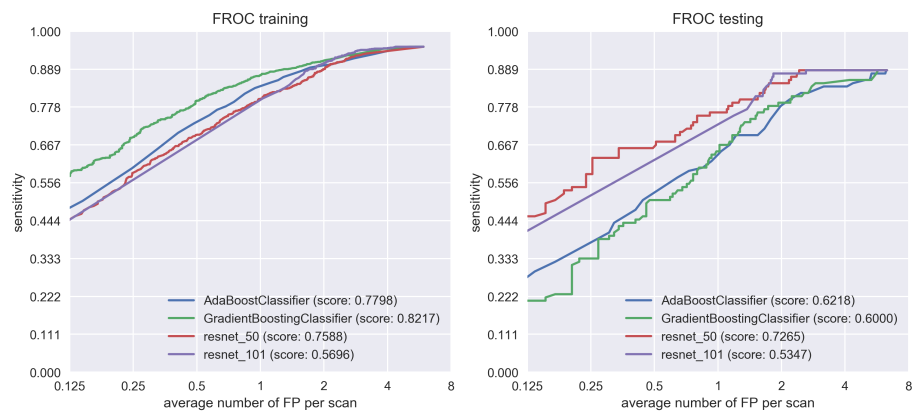 FROC training
1.000
0.889
0.778
0.667
0.556
0.444
0.333
0.222
0.111
0.000
sensitivity
AdaBoostClassifier (score: 0.7798)
GradientBoostingClassifier (score: 0.8217)
resnet_50 (score: 0.7588)
resnet_101 (score: 0.5696)
0.125 0.25 0.5 1 2 4 8
average number of FP per scan
FROC testing
1.000
0.889
0.778
0.667
0.556
0.444
0.333
0.222
0.111
0.000
sensitivity
AdaBoostClassifier (score: 0.6218)
GradientBoostingClassifier (score: 0.6000)
resnet_50 (score: 0.7265)
resnet_101 (score: 0.5347)
0.125 0.25 0.5 1 2 4 8
average number of FP per scan